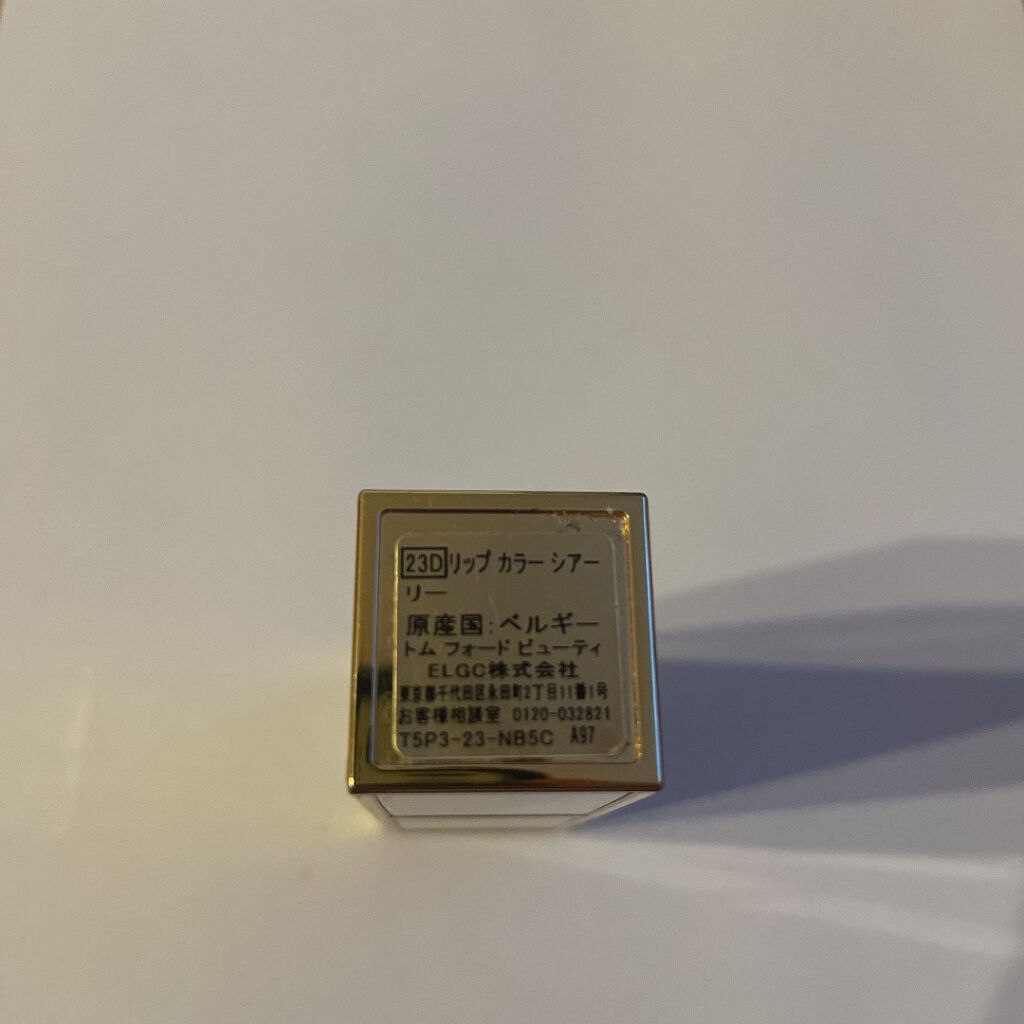 23D リップ カラー シアー
リー
原産国:ベルギー
トム フォード ビューティ
ELGC株式会社
東京都千代田区永田町2丁目11番1号
お客様相談室 0120-032821
T5P3-23-NB5C A97